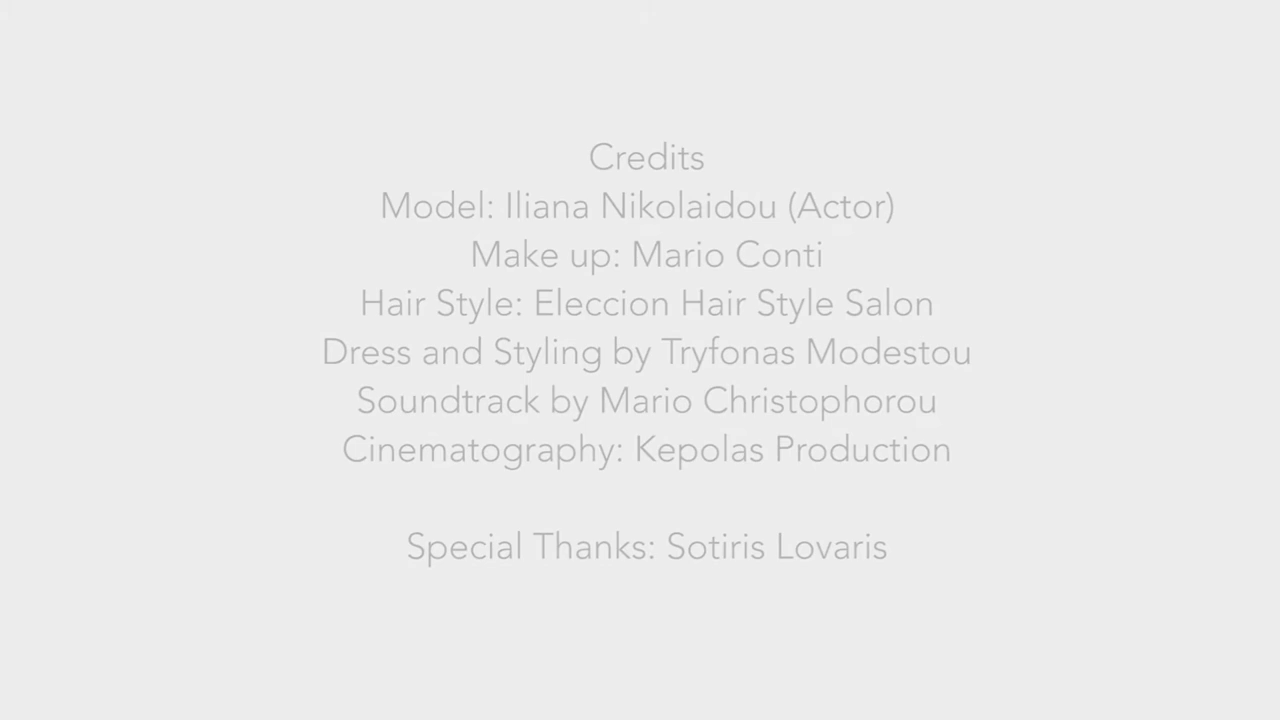 Credits
Model: Iliana Nikolaidou (Actor)
Make up: Mario Conti
Hair Style: Eleccion Hair Style Salon
Dress and Styling by Tryfonas Modestou
Soundtrack by Mario Christophorou
Cinematography: Kepolas Production
Special Thanks: Sotiris Lovaris